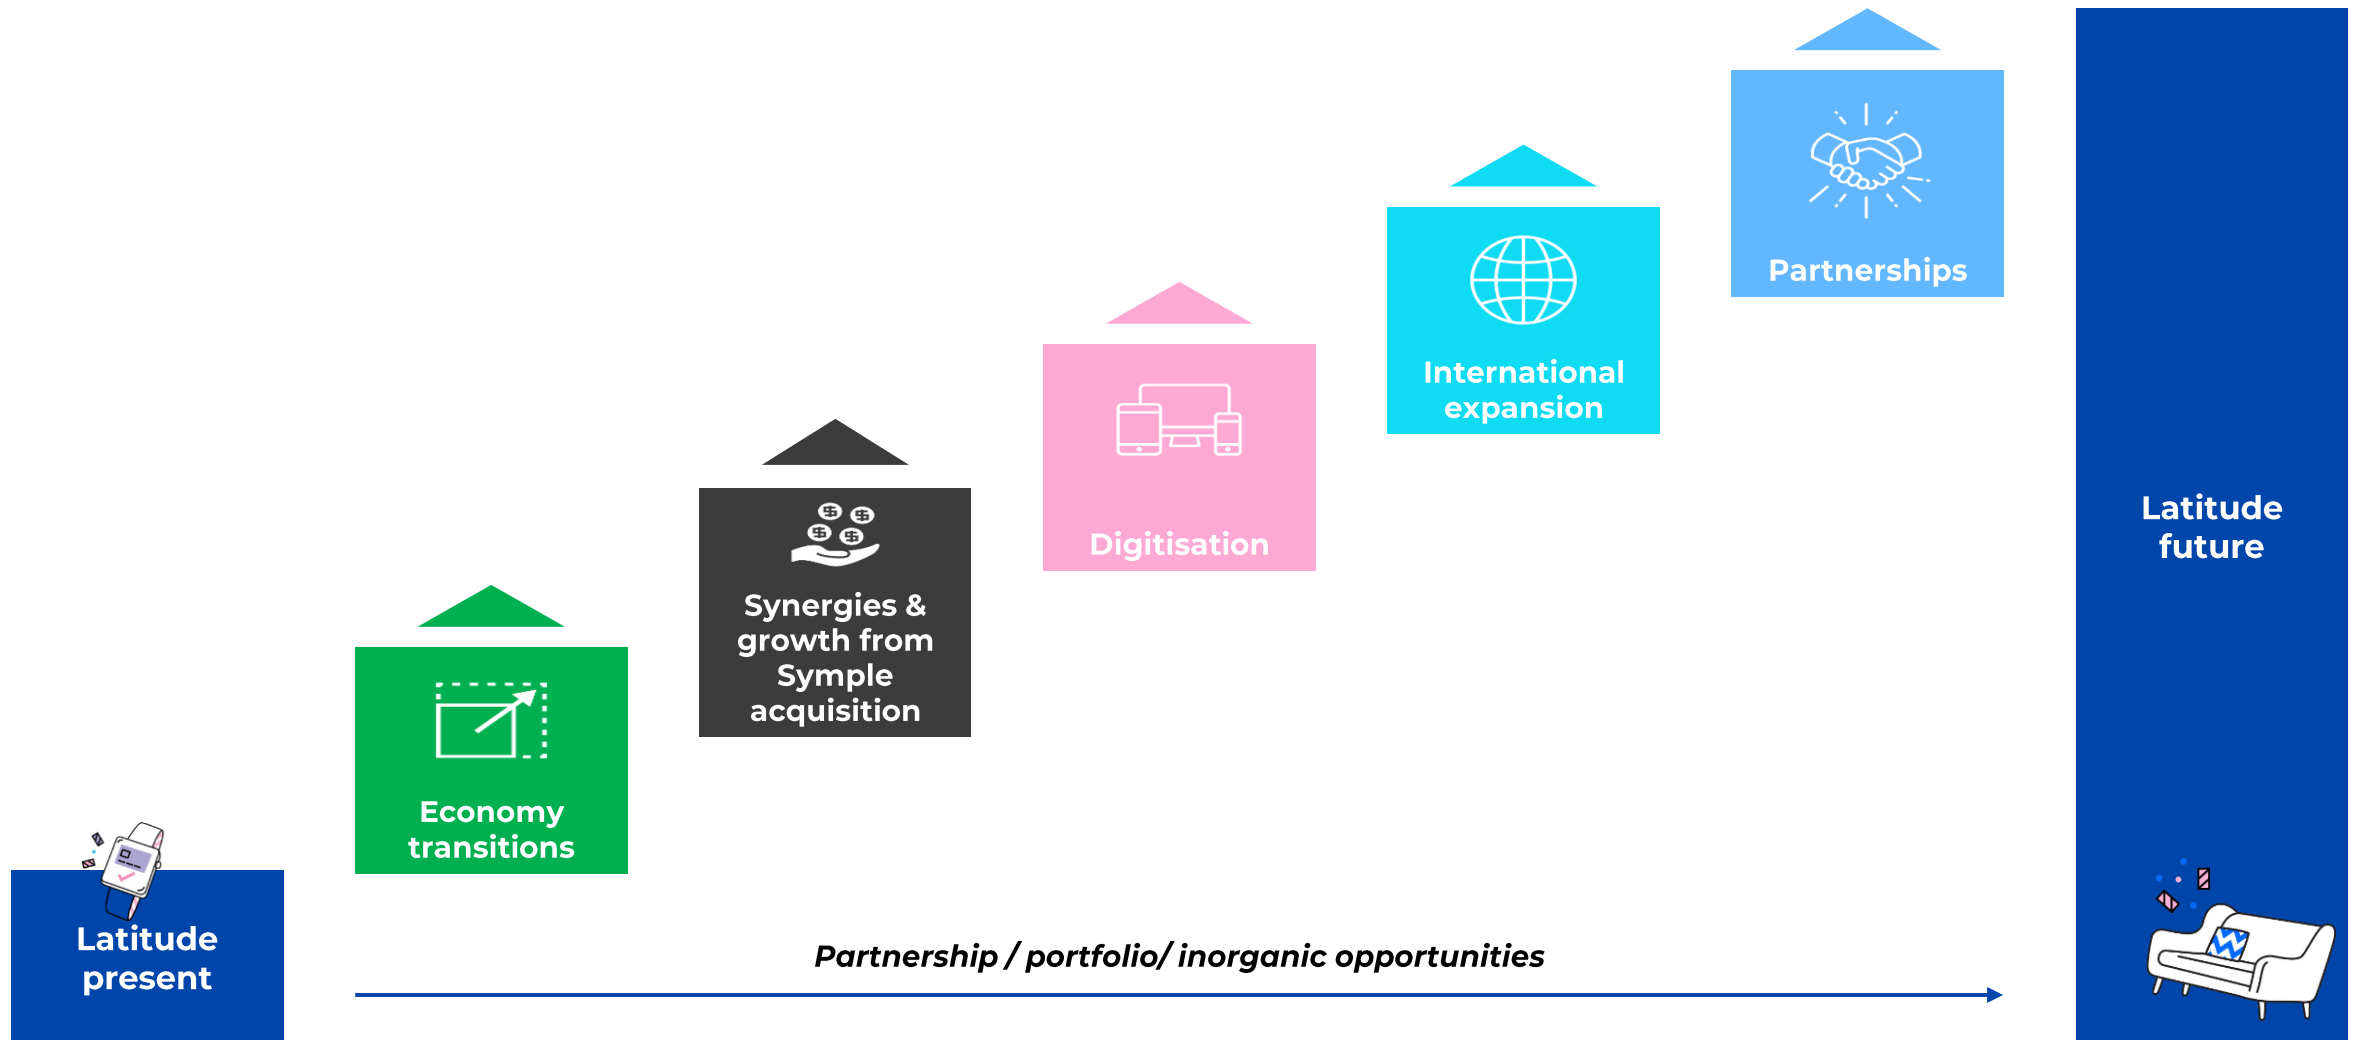 Latitude
present
Economy
transitions
Synergies &
growth from
Symple
acquisition
Digitisation
International
expansion
Partnerships
Latitude
future
Partnership / portfolio/ inorganic opportunities